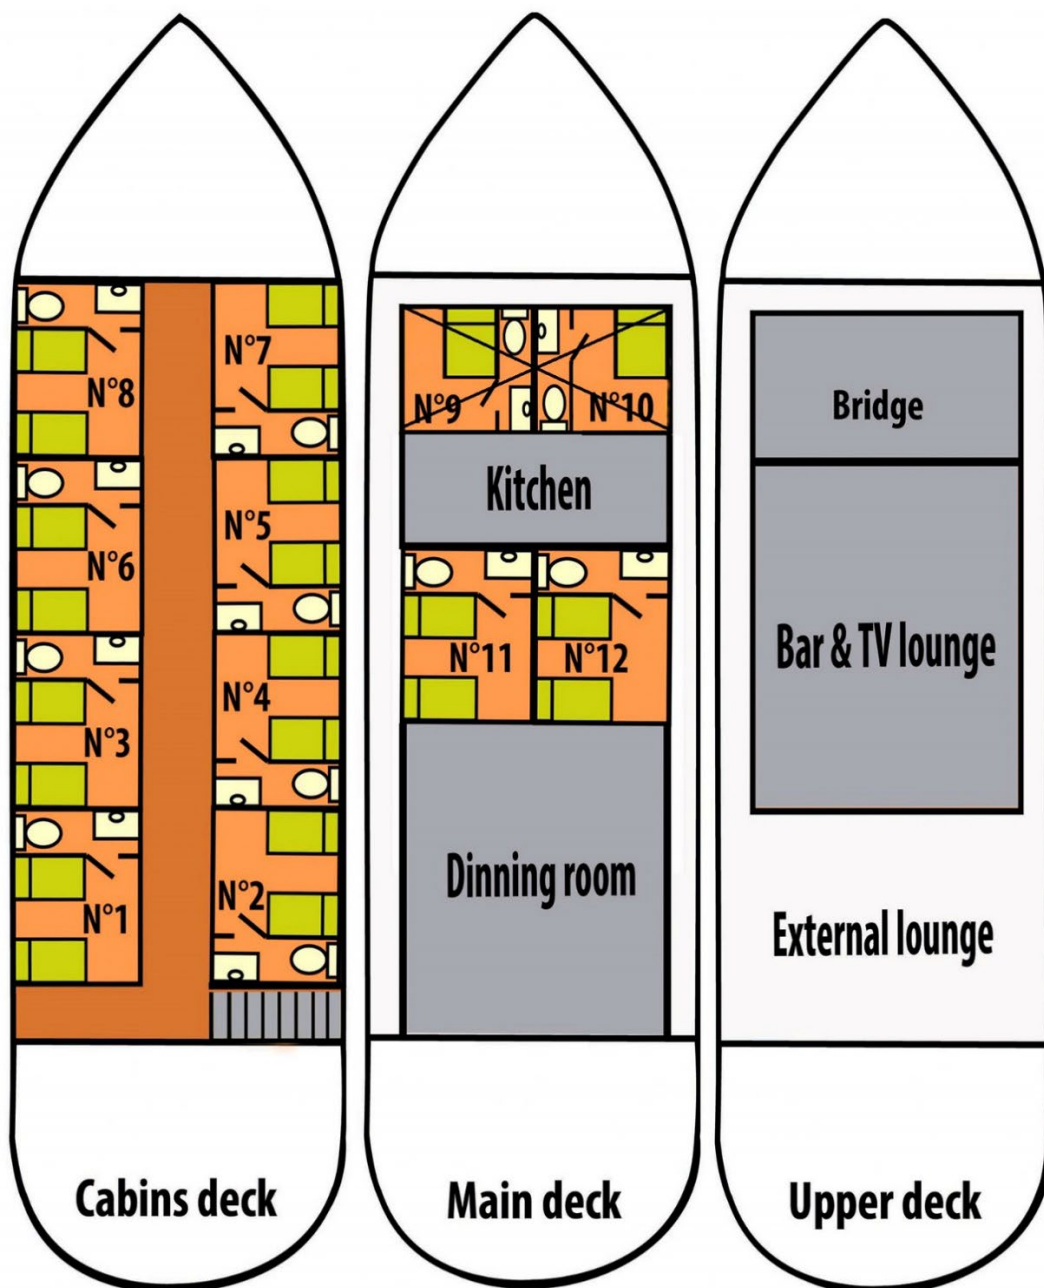 N°8
N°7
N°6
N°5
N°3
N°4
N°1
N°2
Cabins deck
N°9
N°10
Kitchen
N°11
N°12
Dinning room
Main deck
Bridge
Bar & TV lounge
External lounge
Upper deck